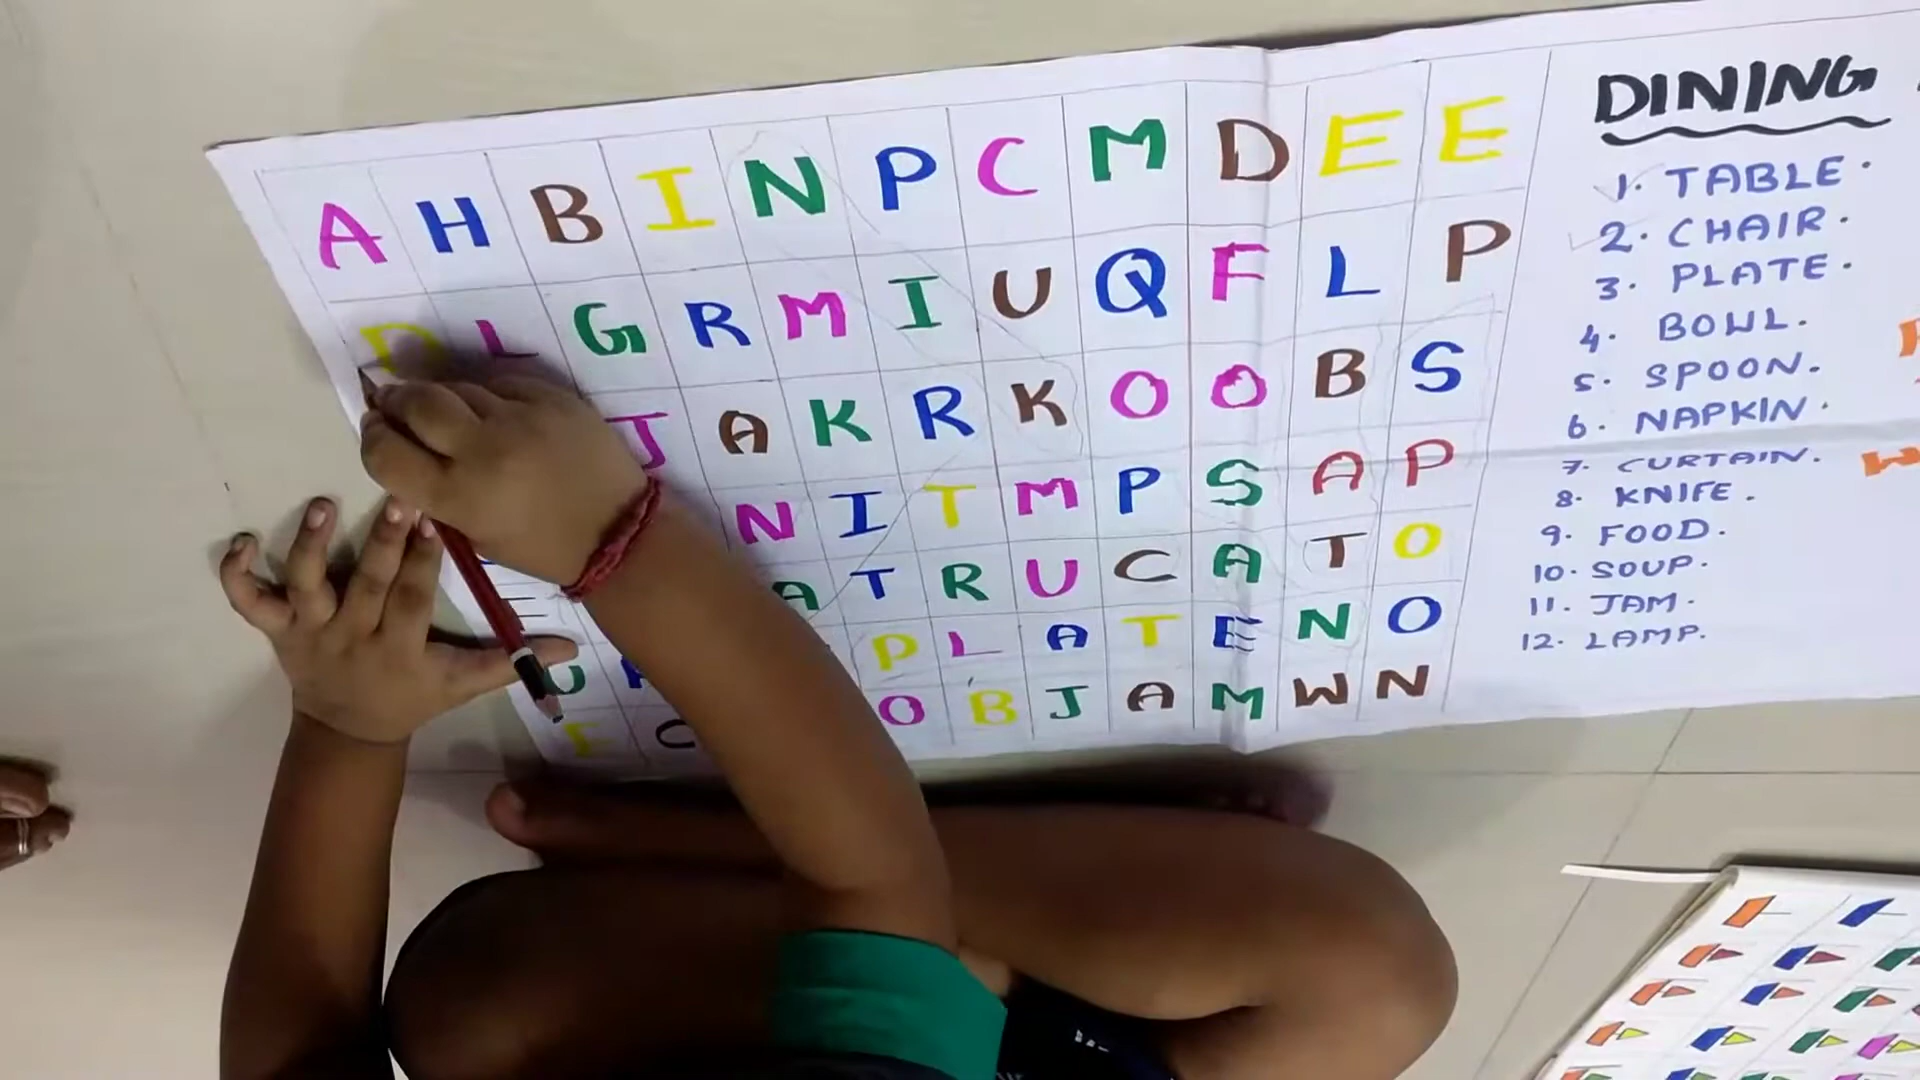 A H B I N P C M D E E
D L G R M I U Q F L P
J A K R K O O B S
N I T M P S A P
A T R U C A T O
U P L A T E N O
E C O B J A M W N
DINING
1. TABLE.
2. CHAIR.
3. PLATE.
4. BOWL.
5. SPOON.
6. NAPKIN.
7. CURTAIN.
8. KNIFE.
9. FOOD.
10. SOUP.
11. JAM.
12. LAMP.